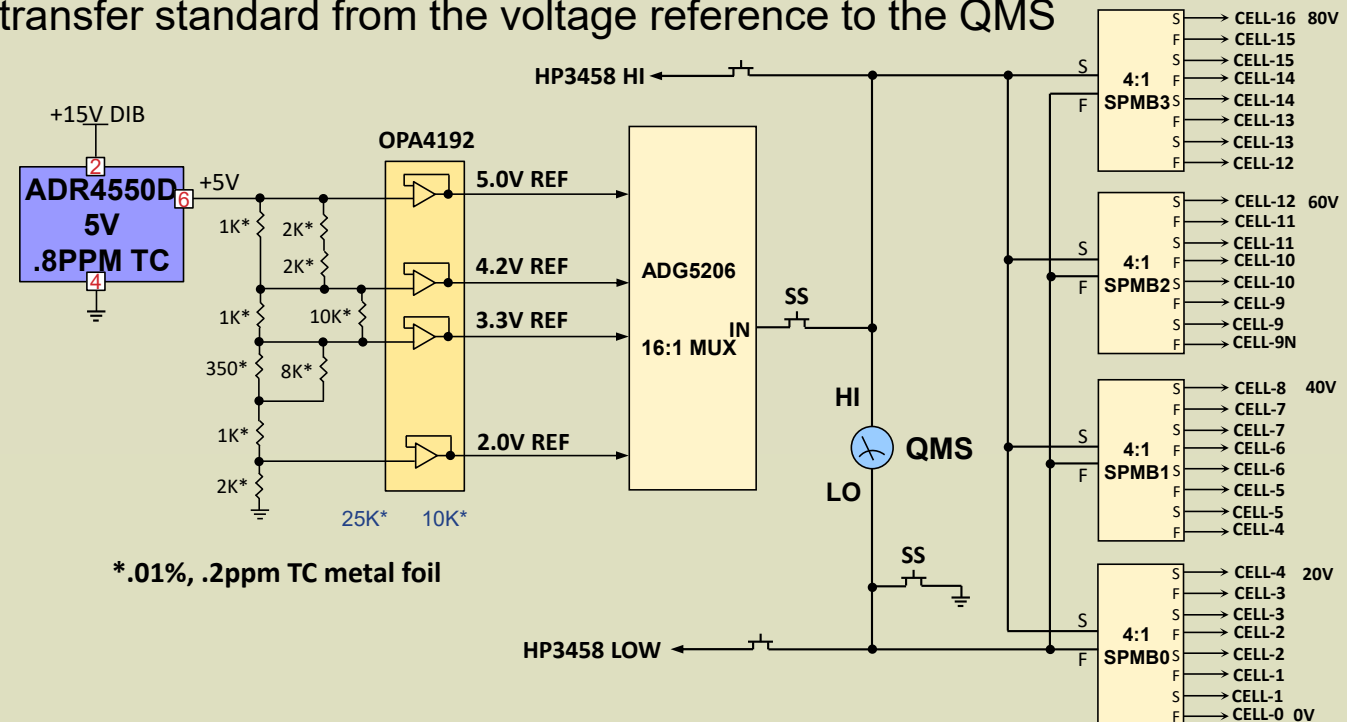 transfer standard from the voltage reference to the QMS
+15V DIB
2
ADR4550D
5V
.8PPM TC
6
4
+5V
1K*
2K*
2K*
1K*
10K*
350*
8K*
1K*
2K*
OPA4192
25K*
10K*
5.0V REF
4.2V REF
3.3V REF
2.0V REF
*.01%, .2ppm TC metal foil
ADG5206
16:1 MUX
IN
SS
HP3458 HI
HI
QMS
LO
SS
HP3458 LOW
S
F
4:1
SPMB3
S CELL-16 80V
F CELL-15
S CELL-15
F CELL-14
S CELL-14
F CELL-13
S CELL-13
F CELL-12
S
F
4:1
SPMB2
S CELL-12 60V
F CELL-11
S CELL-11
F CELL-10
S CELL-10
F CELL-9
S CELL-9
F CELL-9N
S
F
4:1
SPMB1
S CELL-8 40V
F CELL-7
S CELL-7
F CELL-6
S CELL-6
F CELL-5
S CELL-5
F CELL-4
S
F
4:1
SPMB0
S CELL-4 20V
F CELL-3
S CELL-3
F CELL-2
S CELL-2
F CELL-1
S CELL-1
F CELL-0 0V